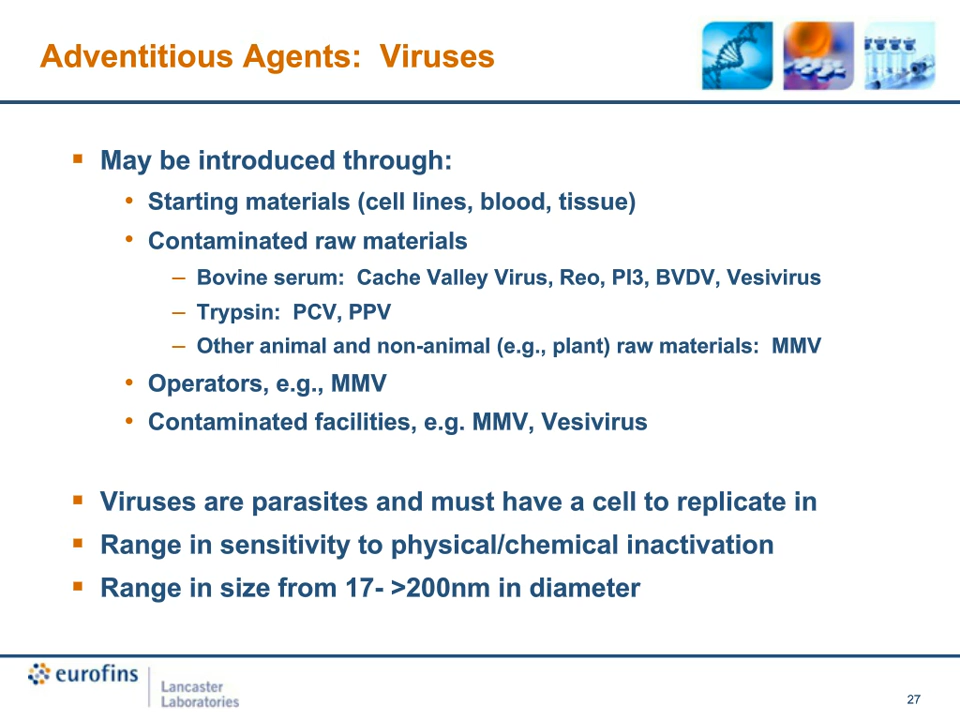 Adventitious Agents:  Viruses
▪ May be introduced through:
• Starting materials (cell lines, blood, tissue)
• Contaminated raw materials
– Bovine serum:  Cache Valley Virus, Reo, PI3, BVDV, Vesivirus
– Trypsin:  PCV, PPV
– Other animal and non-animal (e.g., plant) raw materials:  MMV
• Operators, e.g., MMV
• Contaminated facilities, e.g. MMV, Vesivirus
▪ Viruses are parasites and must have a cell to replicate in
▪ Range in sensitivity to physical/chemical inactivation
▪ Range in size from 17- >200nm in diameter
eurofins
Lancaster
Laboratories
27